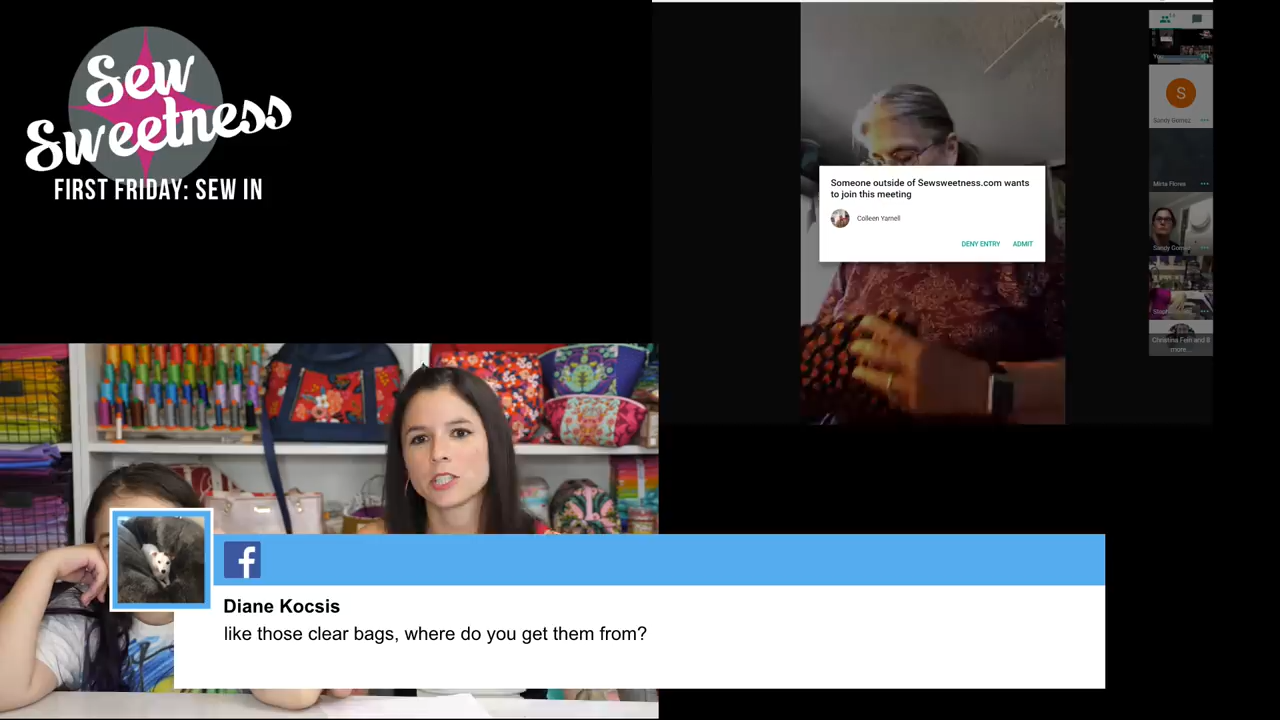 Sew
Sweetness
FIRST FRIDAY: SEW IN
Someone outside of Sewsweetness.com wants
to join this meeting
Colleen Yarnell
DENY ENTRY ADMIT
S
Sandy Gomez
Mirta Flores
Sandy Gomez
Christina Fein and 8
more...
f
Diane Kocsis
like those clear bags, where do you get them from?